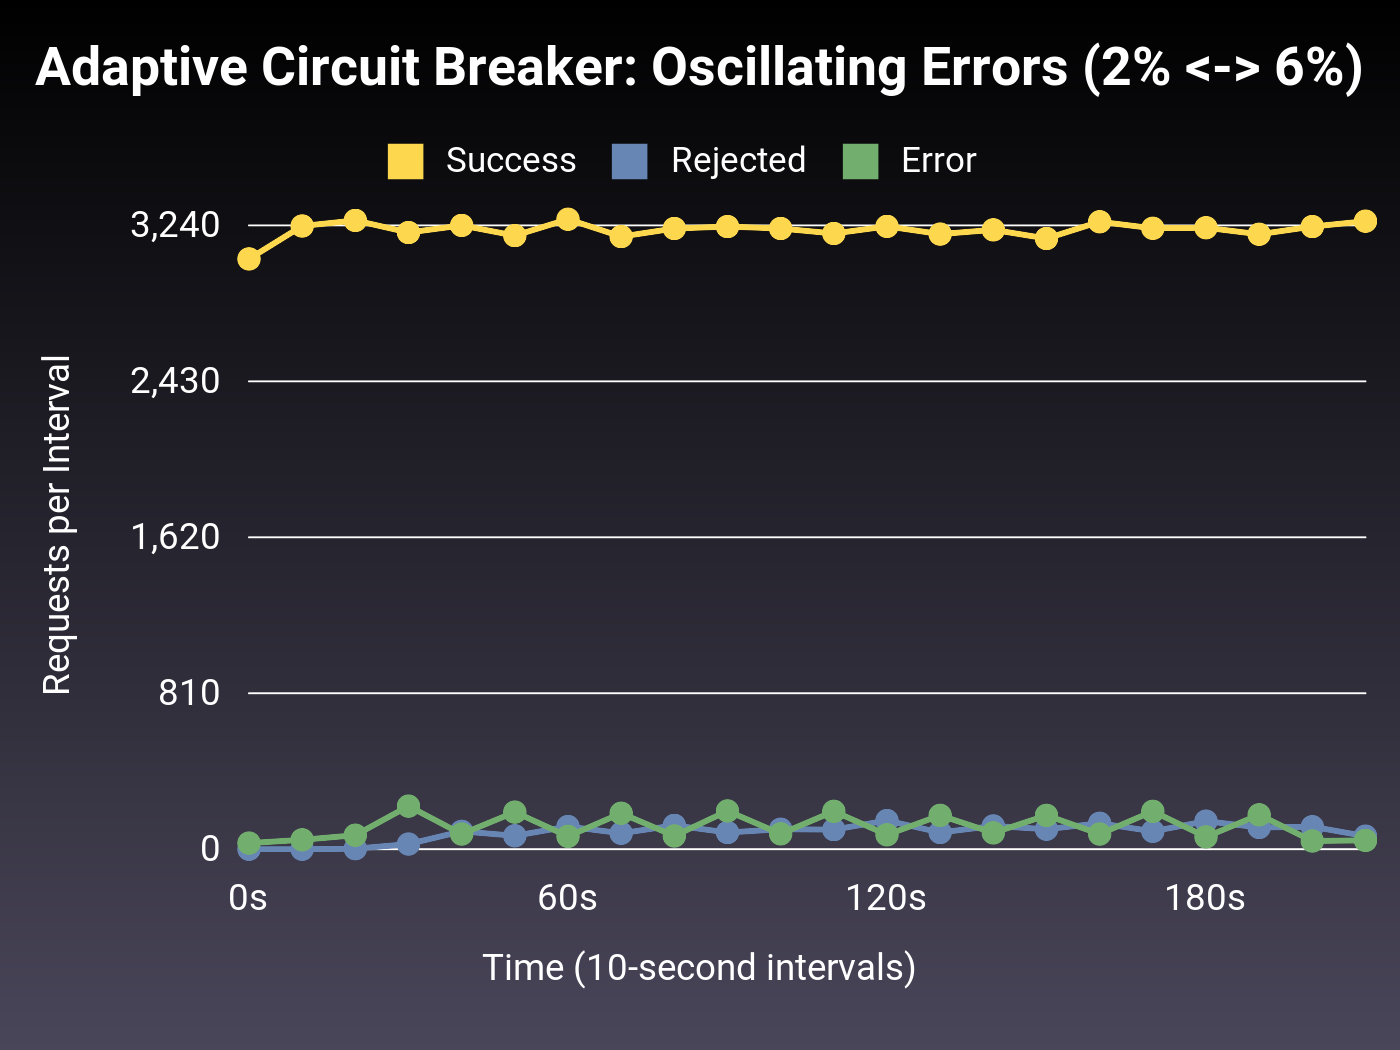 Adaptive Circuit Breaker: Oscillating Errors (2% <-> 6%)
Success
Rejected
Error
3,240
2,430
1,620
810
0
Requests per Interval
0s
60s
120s
180s
Time (10-second intervals)